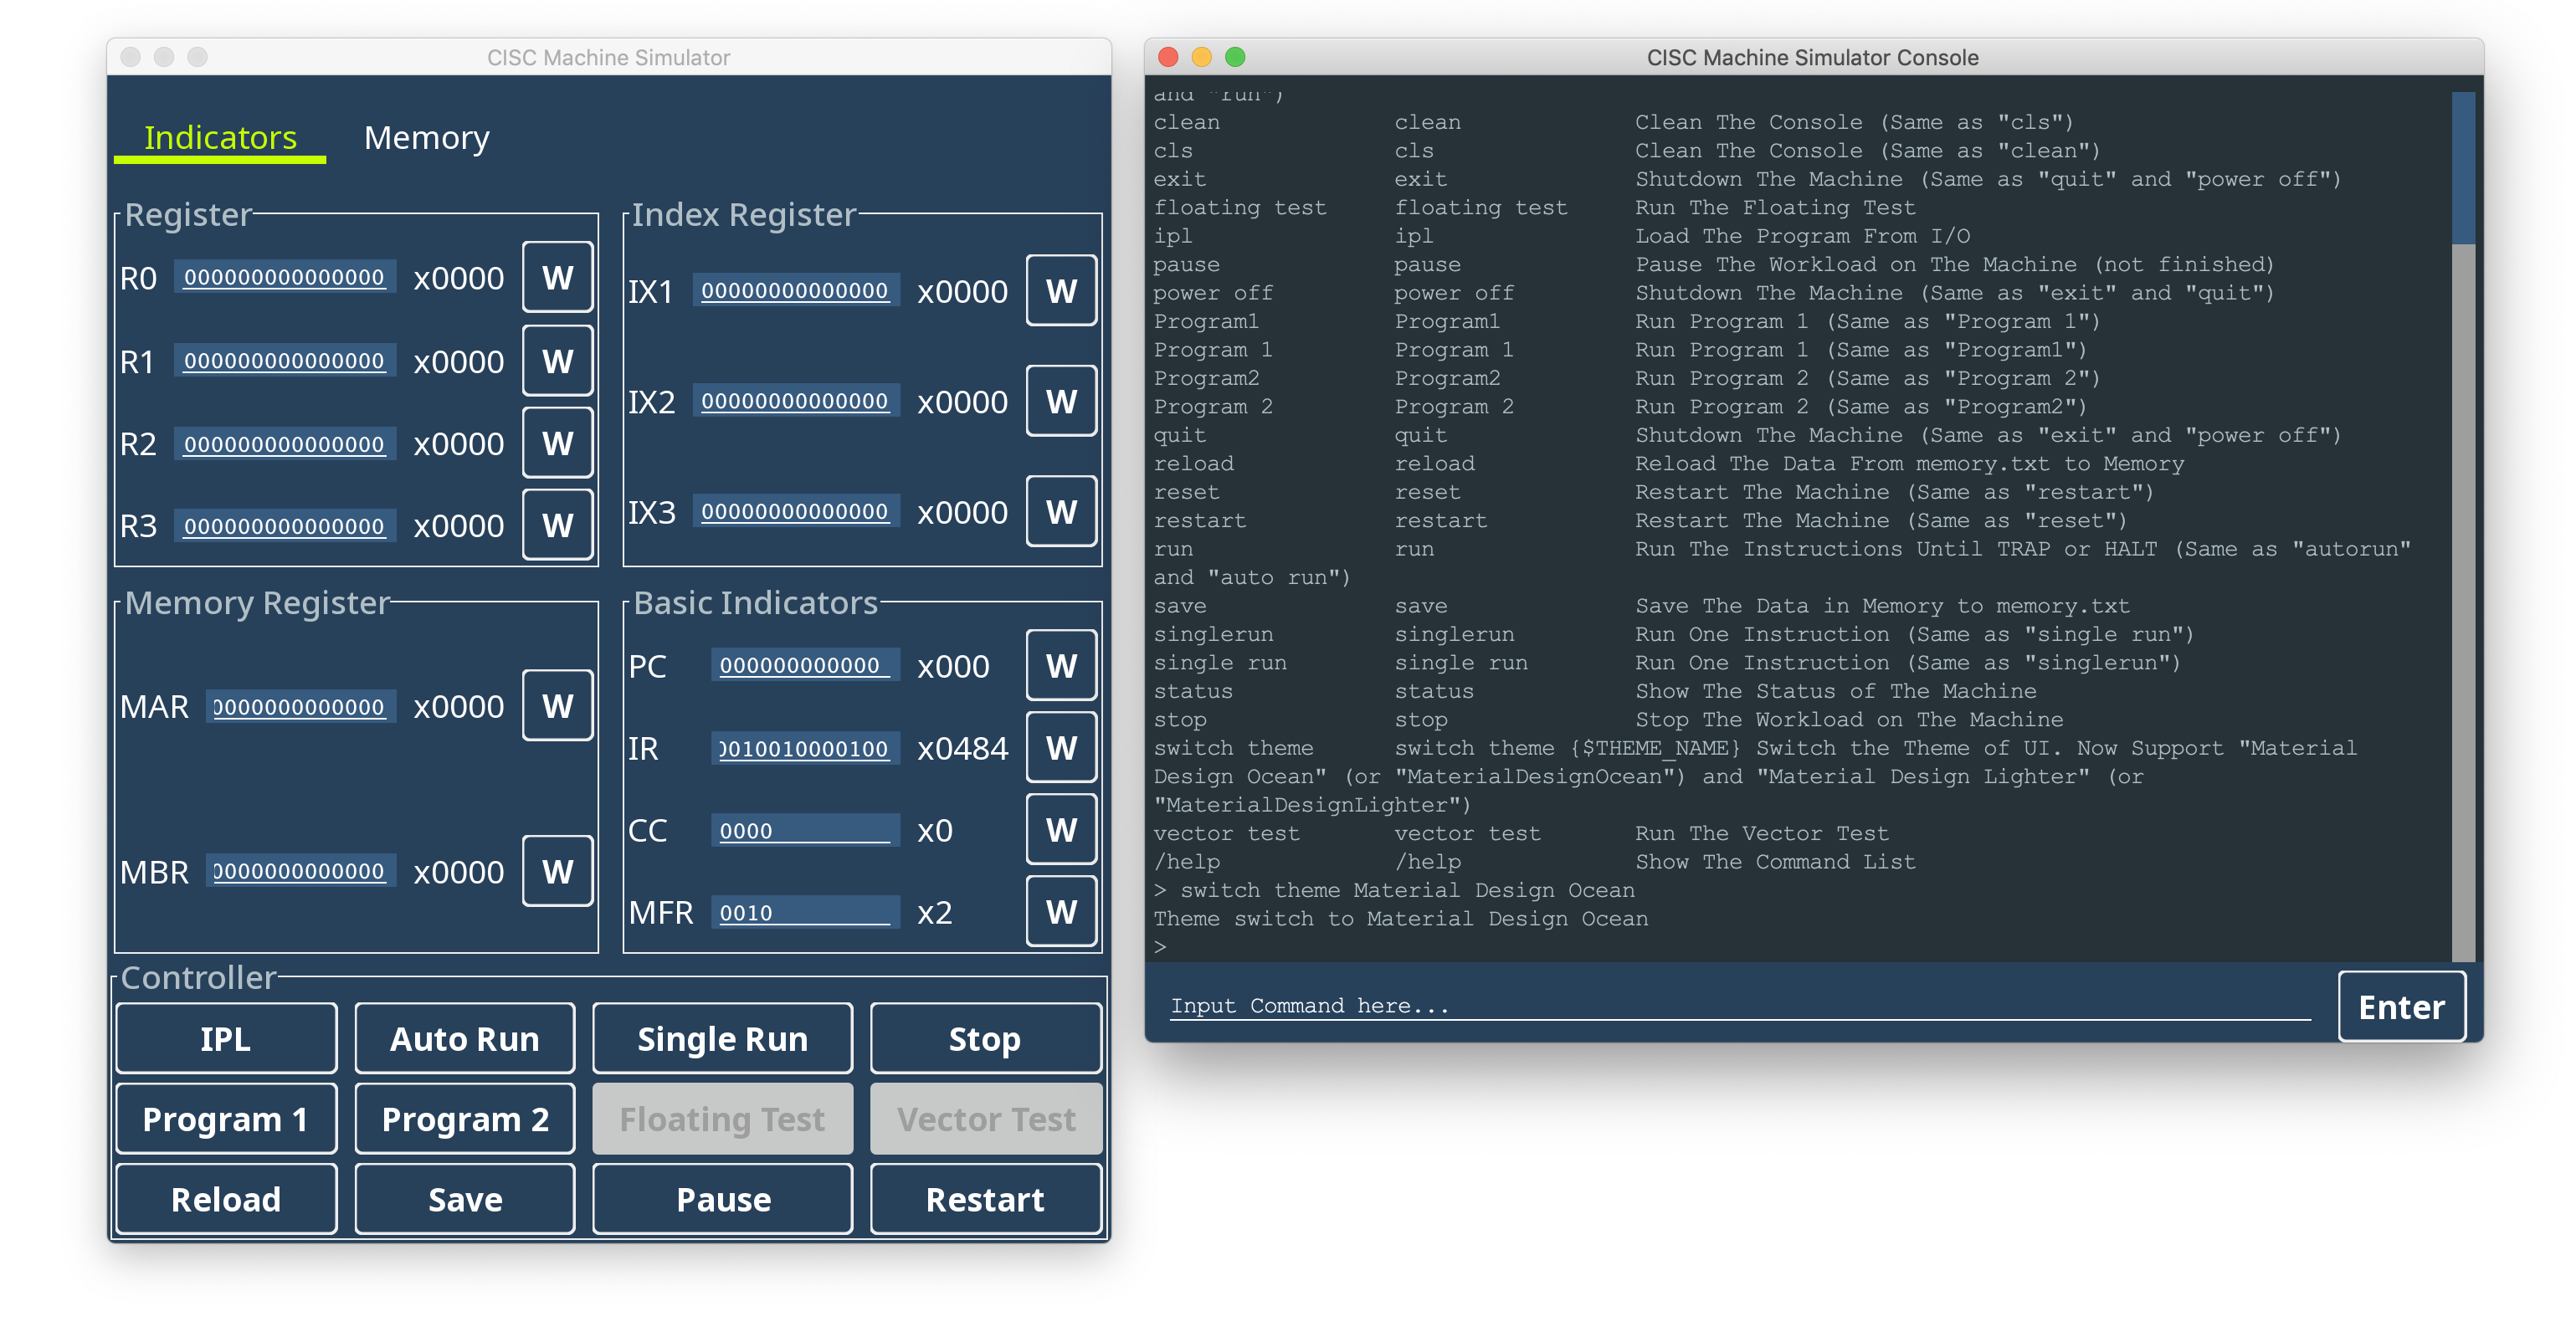 CISC Machine Simulator
Indicators Memory
Register
R0 000000000000000 x0000 W
R1 000000000000000 x0000 W
R2 000000000000000 x0000 W
R3 000000000000000 x0000 W
Index Register
IX1 00000000000000 x0000 W
IX2 00000000000000 x0000 W
IX3 00000000000000 x0000 W
Memory Register
MAR 0000000000000 x0000 W
MBR 0000000000000 x0000 W
Basic Indicators
PC 000000000000 x000 W
IR 0010010000100 x0484 W
CC 0000 x0 W
MFR 0010 x2 W
Controller
IPL Auto Run Single Run Stop
Program 1 Program 2 Floating Test Vector Test
Reload Save Pause Restart
CISC Machine Simulator Console
and "run")
clean clean Clean The Console (Same as "cls")
cls cls Clean The Console (Same as "clean")
exit exit Shutdown The Machine (Same as "quit" and "power off")
floating test floating test Run The Floating Test
ipl ipl Load The Program From I/O
pause pause Pause The Workload on The Machine (not finished)
power off power off Shutdown The Machine (Same as "exit" and "quit")
Program1 Program1 Run Program 1 (Same as "Program 1")
Program 1 Program 1 Run Program 1 (Same as "Program1")
Program2 Program2 Run Program 2 (Same as "Program 2")
Program 2 Program 2 Run Program 2 (Same as "Program2")
quit quit Shutdown The Machine (Same as "exit" and "power off")
reload reload Reload The Data From memory.txt to Memory
reset reset Restart The Machine (Same as "restart")
restart restart Restart The Machine (Same as "reset")
run run Run The Instructions Until TRAP or HALT (Same as "autorun"
and "auto run")
save save Save The Data in Memory to memory.txt
singlerun singlerun Run One Instruction (Same as "single run")
single run single run Run One Instruction (Same as "singlerun")
status status Show The Status of The Machine
stop stop Stop The Workload on The Machine
switch theme switch theme {$THEME_NAME} Switch the Theme of UI. Now Support "Material
Design Ocean" (or "MaterialDesignOcean") and "Material Design Lighter" (or
"MaterialDesignLighter")
vector test vector test Run The Vector Test
/help /help Show The Command List
> switch theme Material Design Ocean
Theme switch to Material Design Ocean
>
Input Command here... Enter